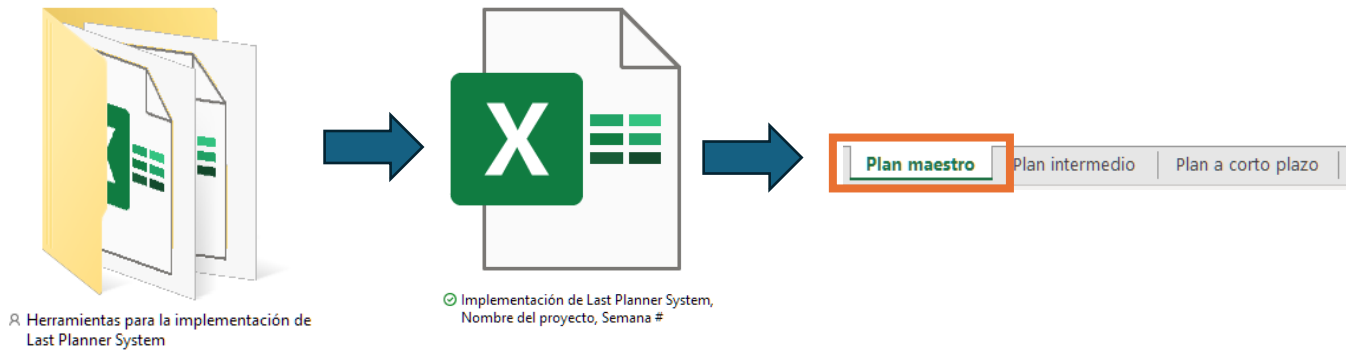 X
X
Herramientas para la implementación de
Last Planner System
Implementación de Last Planner System,
Nombre del proyecto, Semana #
Plan maestro
Plan intermedio
Plan a corto plazo